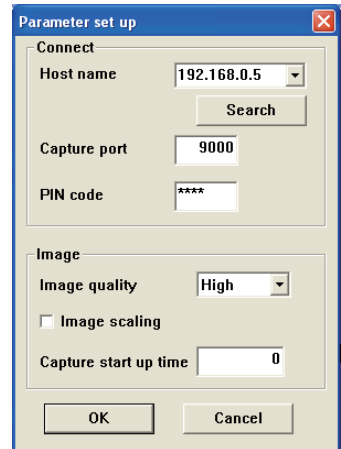 Parameter set up
Connect
Host name 192.168.0.5
Search
Capture port 9000
PIN code ****
Image
Image quality High
Image scaling
Capture start up time 0
OK Cancel